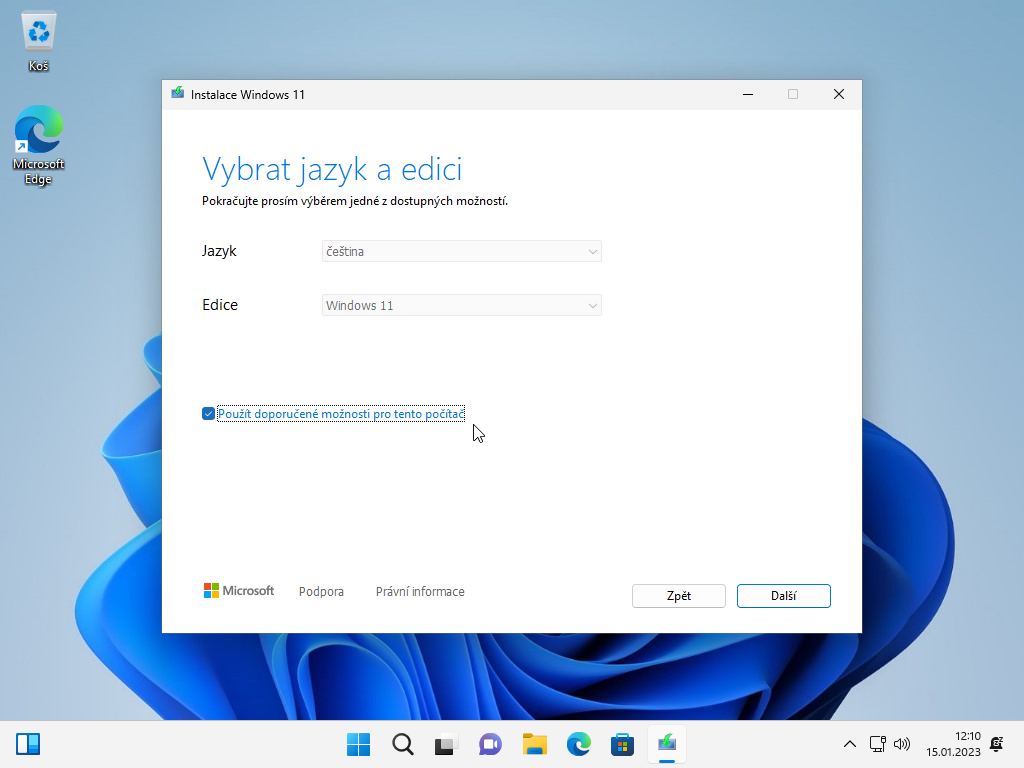 Koš
Microsoft
Edge
Instalace Windows 11
Vybrat jazyk a edici
Pokračujte prosím výběrem jedné z dostupných možností.
Jazyk
čeština
Edice
Windows 11
Použít doporučené možnosti pro tento počítač
Microsoft
Podpora
Právní informace
Zpět
Další
12:10
15.01.2023